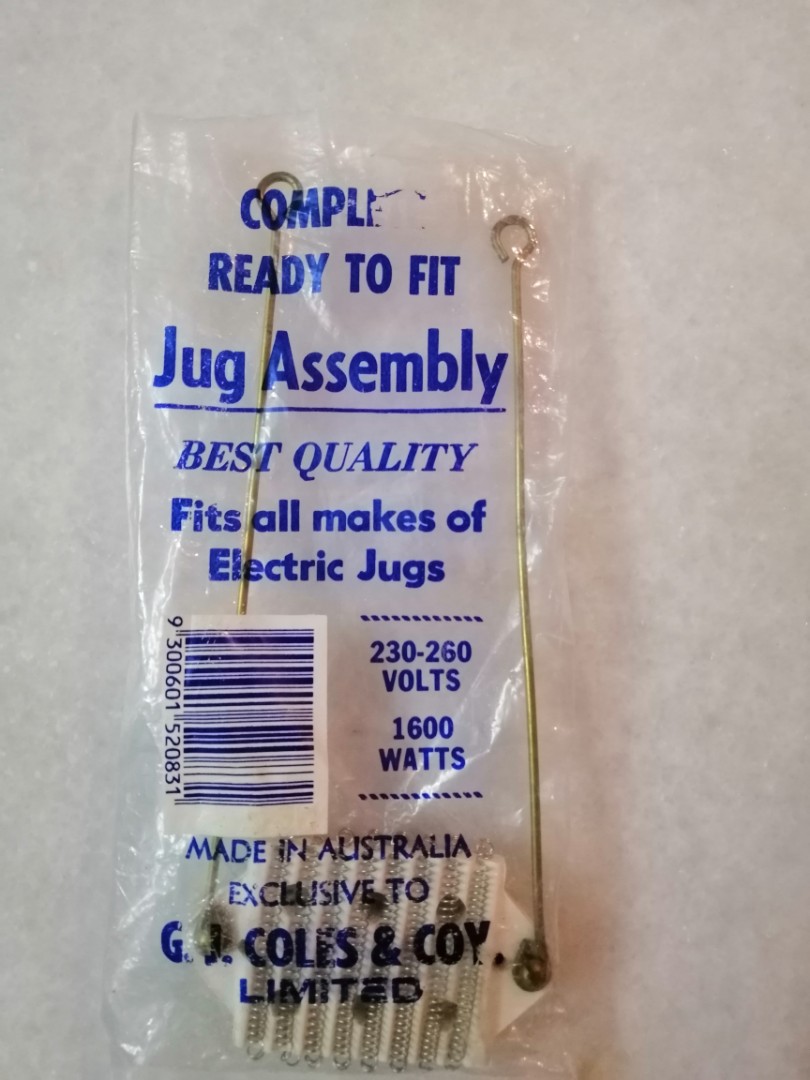 COMPLE
READY TO FIT
Jug Assembly
BEST QUALITY
Fits all makes of
Electric Jugs
9 300601 520831
230-260
VOLTS
1600
WATTS
MADE IN AUSTRALIA
EXCLUSIVE TO
G. J. COLES & COY.
LIMITED